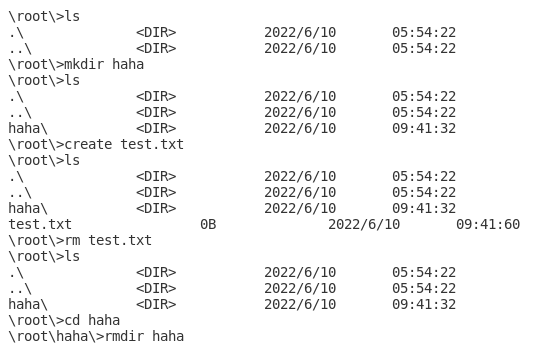 \root\>ls
.\ <DIR> 2022/6/10 05:54:22
..\ <DIR> 2022/6/10 05:54:22
\root\>mkdir haha
\root\>ls
.\ <DIR> 2022/6/10 05:54:22
..\ <DIR> 2022/6/10 05:54:22
haha\ <DIR> 2022/6/10 09:41:32
\root\>create test.txt
\root\>ls
.\ <DIR> 2022/6/10 05:54:22
..\ <DIR> 2022/6/10 05:54:22
haha\ <DIR> 2022/6/10 09:41:32
test.txt 0B 2022/6/10 09:41:60
\root\>rm test.txt
\root\>ls
.\ <DIR> 2022/6/10 05:54:22
..\ <DIR> 2022/6/10 05:54:22
haha\ <DIR> 2022/6/10 09:41:32
\root\>cd haha
\root\haha\>rmdir haha